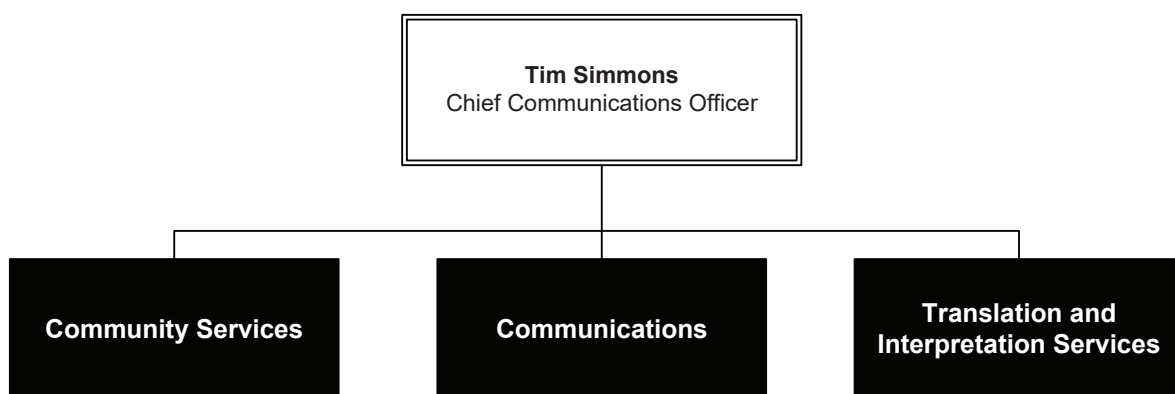 Tim Simmons
Chief Communications Officer
Community Services
Communications
Translation and
Interpretation Services